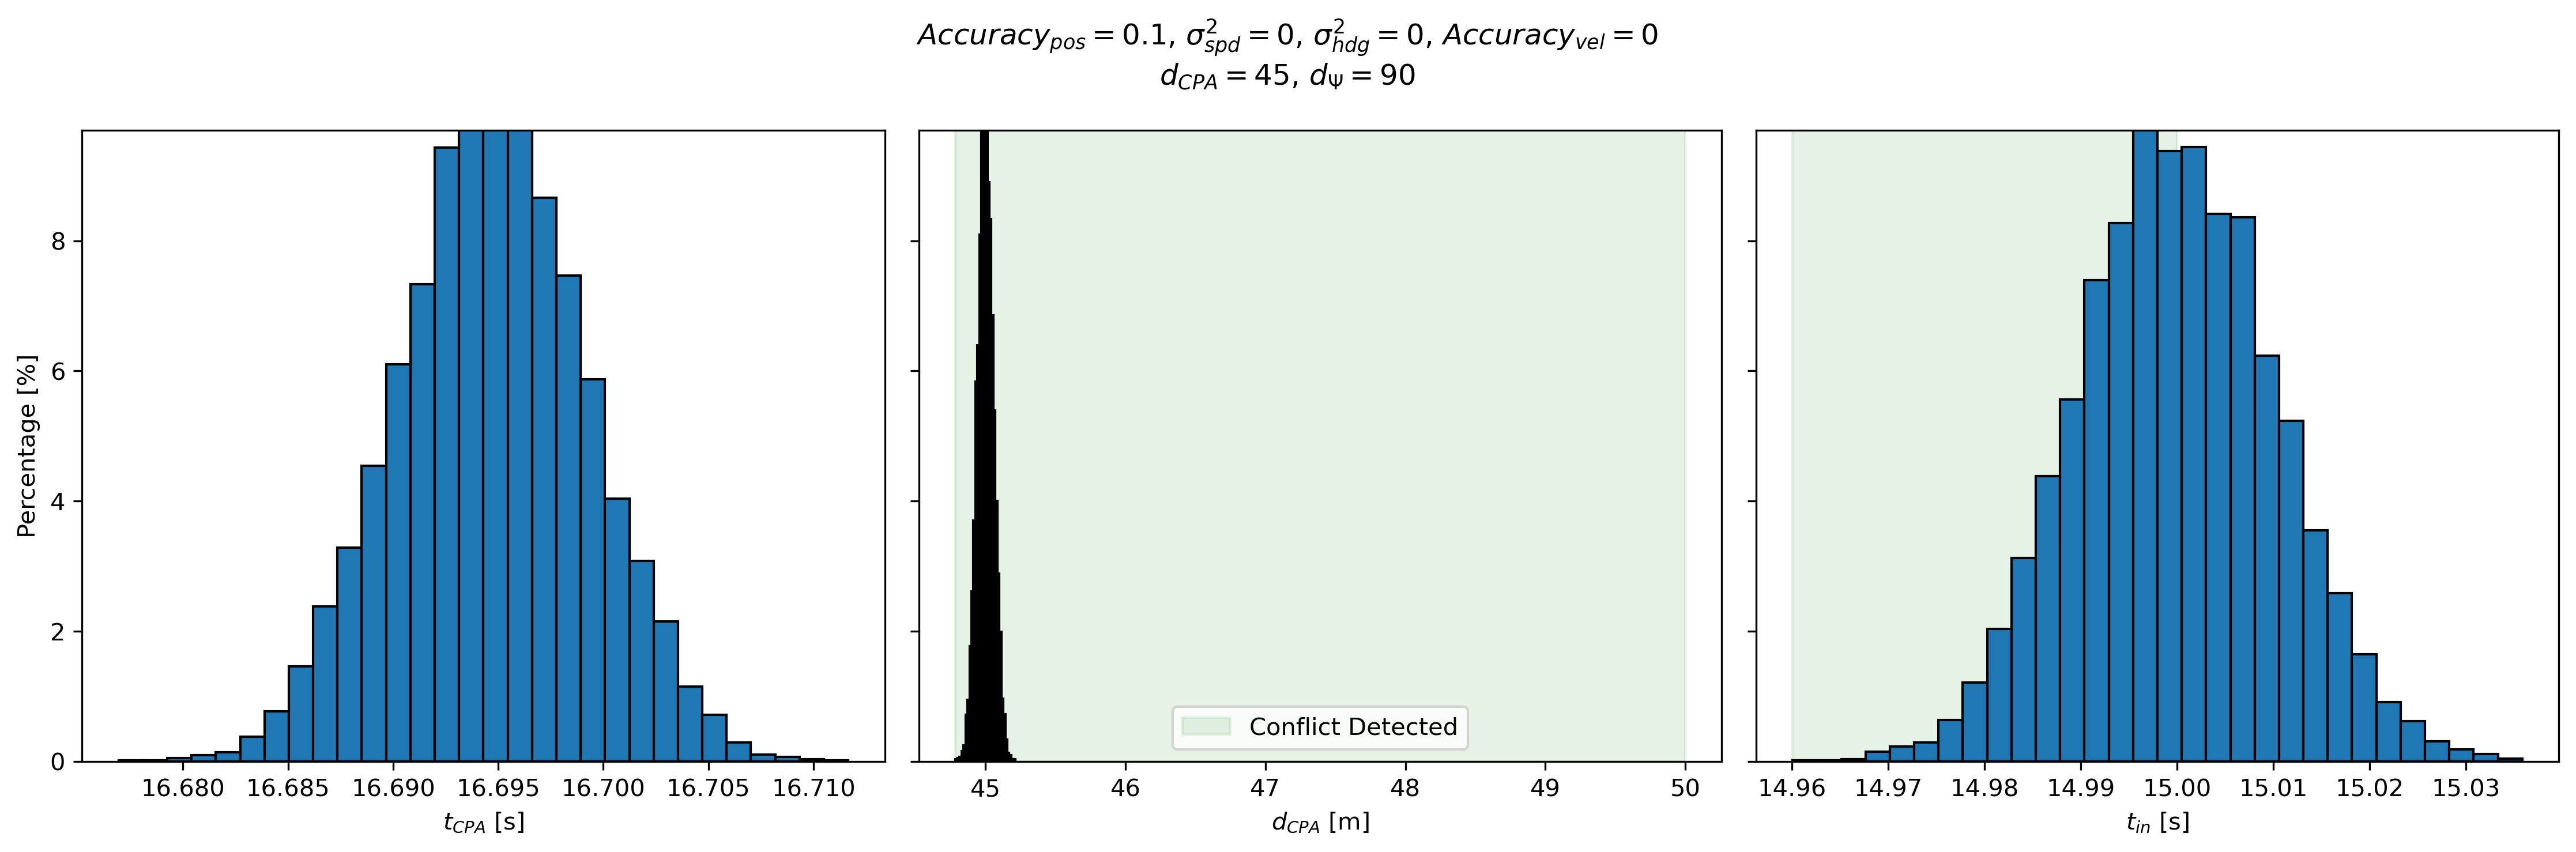 Accuracy_pos = 0.1, σ²_spd = 0, σ²_hdg = 0, Accuracy_vel = 0
d_CPA = 45, d_Ψ = 90
Percentage [%]
8
6
4
2
0
16.680 16.685 16.690 16.695 16.700 16.705 16.710
t_CPA [s]
Conflict Detected
45 46 47 48 49 50
d_CPA [m]
14.96 14.97 14.98 14.99 15.00 15.01 15.02 15.03
t_in [s]